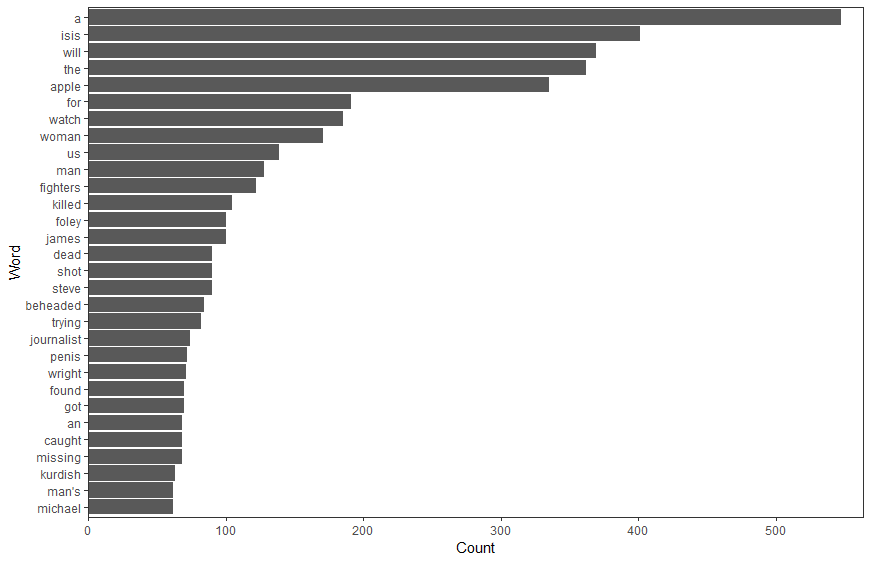 a
isis
will
the
apple
for
watch
woman
us
man
fighters
killed
foley
james
dead
shot
steve
beheaded
trying
journalist
penis
wright
found
got
an
caught
missing
kurdish
man's
michael
Word
0 100 200 300 400 500
Count